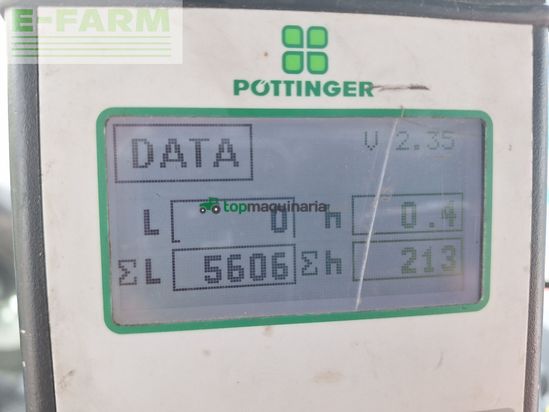 E-FARM
PÖTTINGER
DATA
V 2.35
L 0 h 0.4
topmaquinaria
ΣL 5606 Σh 213